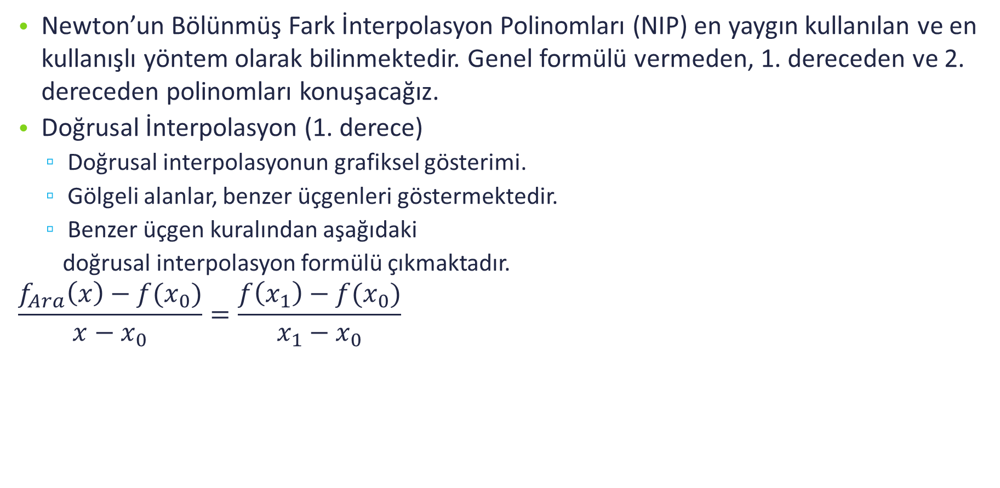 • Newton’un Bölünmüş Fark İnterpolasyon Polinomları (NIP) en yaygın kullanılan ve en
kullanışlı yöntem olarak bilinmektedir. Genel formülü vermeden, 1. dereceden ve 2.
dereceden polinomları konuşacağız.
• Doğrusal İnterpolasyon (1. derece)
▫ Doğrusal interpolasyonun grafiksel gösterimi.
▫ Gölgeli alanlar, benzer üçgenleri göstermektedir.
▫ Benzer üçgen kuralından aşağıdaki
doğrusal interpolasyon formülü çıkmaktadır.
\frac{f_{Ara}(x) − f(x_0)}{x − x_0} = \frac{f(x_1) − f(x_0)}{x_1 − x_0}